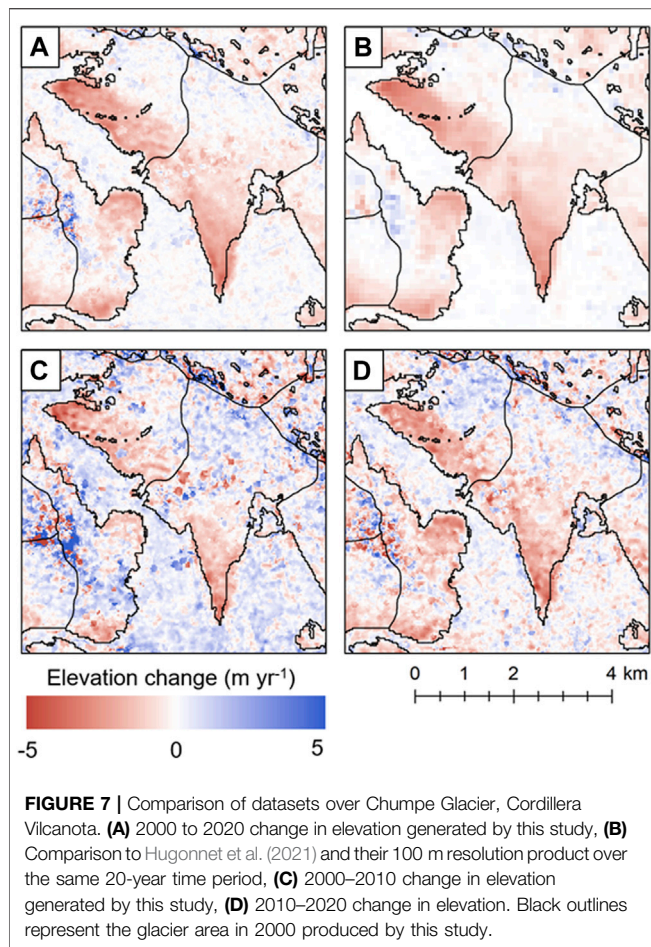 A
B
C
D
Elevation change (m yr-1)
-5 0 5
0 1 2 4 km
FIGURE 7 | Comparison of datasets over Chumpe Glacier, Cordillera
Vilcanota. (A) 2000 to 2020 change in elevation generated by this study, (B)
Comparison to Hugonnet et al. (2021) and their 100 m resolution product over
the same 20-year time period, (C) 2000–2010 change in elevation
generated by this study, (D) 2010–2020 change in elevation. Black outlines
represent the glacier area in 2000 produced by this study.